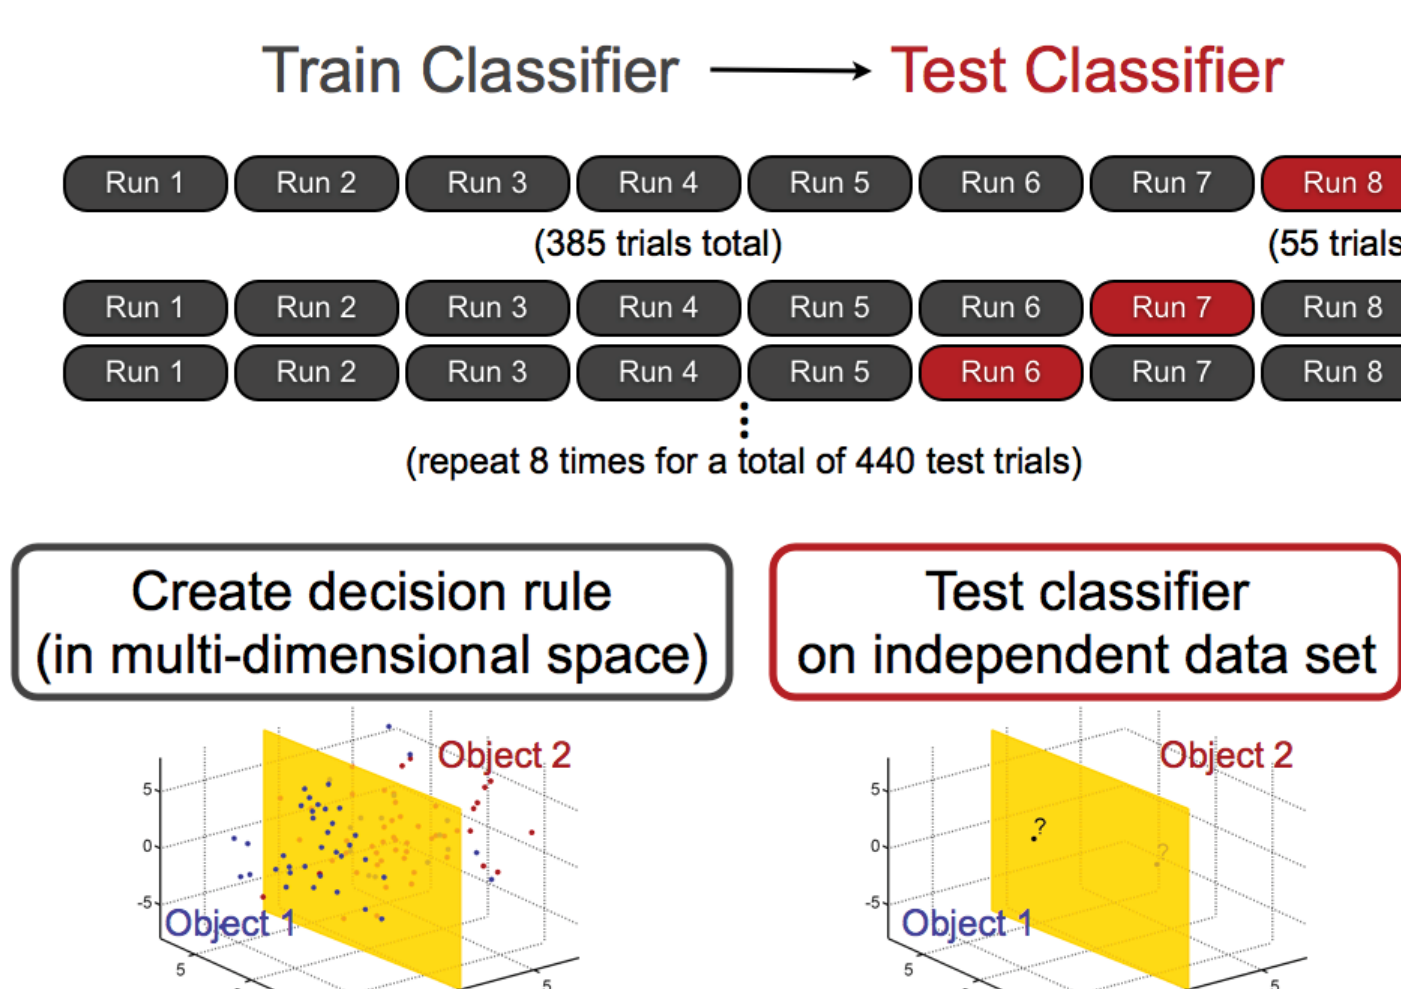 Train Classifier Test Classifier
Run 1 Run 2 Run 3 Run 4 Run 5 Run 6 Run 7 Run 8
(385 trials total) (55 trials
Run 1 Run 2 Run 3 Run 4 Run 5 Run 6 Run 7 Run 8
Run 1 Run 2 Run 3 Run 4 Run 5 Run 6 Run 7 Run 8
(repeat 8 times for a total of 440 test trials)
Create decision rule
(in multi-dimensional space)
Test classifier
on independent data set
Object 2
5
0
-5
Object 1
5
5
Object 2
5
?
0
?
-5
Object 1
5
5